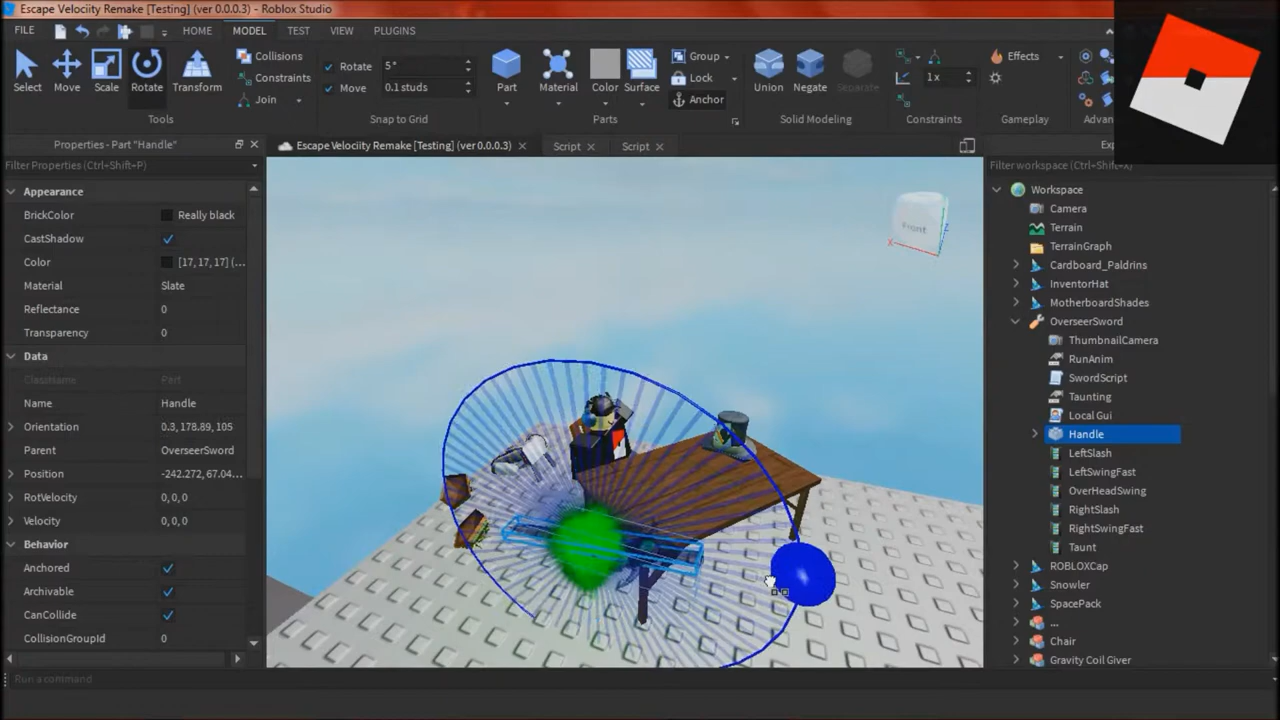 Escape Velociity Remake [Testing] (ver 0.0.0.3) - Roblox Studio
FILE HOME MODEL TEST VIEW PLUGINS
Select Move Scale Rotate Transform
Collisions
Constraints
Join
Rotate 5°
Move 0.1 studs
Part Material Color Surface
Group
Lock
Anchor
Union Negate Separate
1x
Effects
Tools Snap to Grid Parts Solid Modeling Constraints Gameplay Advan
Properties - Part "Handle"
Escape Velociity Remake [Testing] (ver 0.0.0.3) Script Script
Exp
Filter Properties (Ctrl+Shift+P)
Appearance
BrickColor Really black
CastShadow
Color [17, 17, 17] (...
Material Slate
Reflectance 0
Transparency 0
Data
ClassName Part
Name Handle
Orientation 0.3, 178.89, 105
Parent OverseerSword
Position -242.272, 67.04...
RotVelocity 0, 0, 0
Velocity 0, 0, 0
Behavior
Anchored
Archivable
CanCollide
CollisionGroupId 0
Front
X
Z
Filter workspace (Ctrl+Shift+X)
Workspace
Camera
Terrain
TerrainGraph
Cardboard_Paldrins
InventorHat
MotherboardShades
OverseerSword
ThumbnailCamera
RunAnim
SwordScript
Taunting
Local Gui
Handle
LeftSlash
LeftSwingFast
OverHeadSwing
RightSlash
RightSwingFast
Taunt
ROBLOXCap
Snowler
SpacePack
...
Chair
Gravity Coil Giver
Run a command